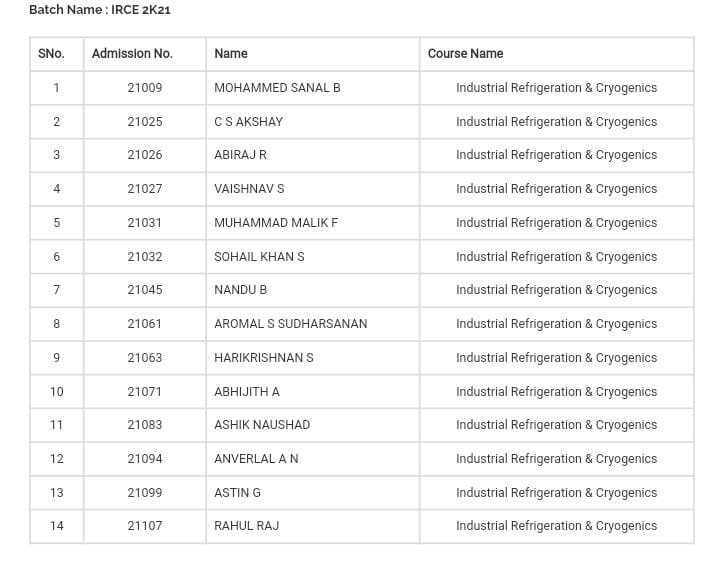 Batch Name : IRCE 2K21
SNo. Admission No. Name Course Name
1 21009 MOHAMMED SANAL B Industrial Refrigeration & Cryogenics
2 21025 C S AKSHAY Industrial Refrigeration & Cryogenics
3 21026 ABIRAJ R Industrial Refrigeration & Cryogenics
4 21027 VAISHNAV S Industrial Refrigeration & Cryogenics
5 21031 MUHAMMAD MALIK F Industrial Refrigeration & Cryogenics
6 21032 SOHAIL KHAN S Industrial Refrigeration & Cryogenics
7 21045 NANDU B Industrial Refrigeration & Cryogenics
8 21061 AROMAL S SUDHARSANAN Industrial Refrigeration & Cryogenics
9 21063 HARIKRISHNAN S Industrial Refrigeration & Cryogenics
10 21071 ABHIJITH A Industrial Refrigeration & Cryogenics
11 21083 ASHIK NAUSHAD Industrial Refrigeration & Cryogenics
12 21094 ANVERLAL A N Industrial Refrigeration & Cryogenics
13 21099 ASTIN G Industrial Refrigeration & Cryogenics
14 21107 RAHUL RAJ Industrial Refrigeration & Cryogenics